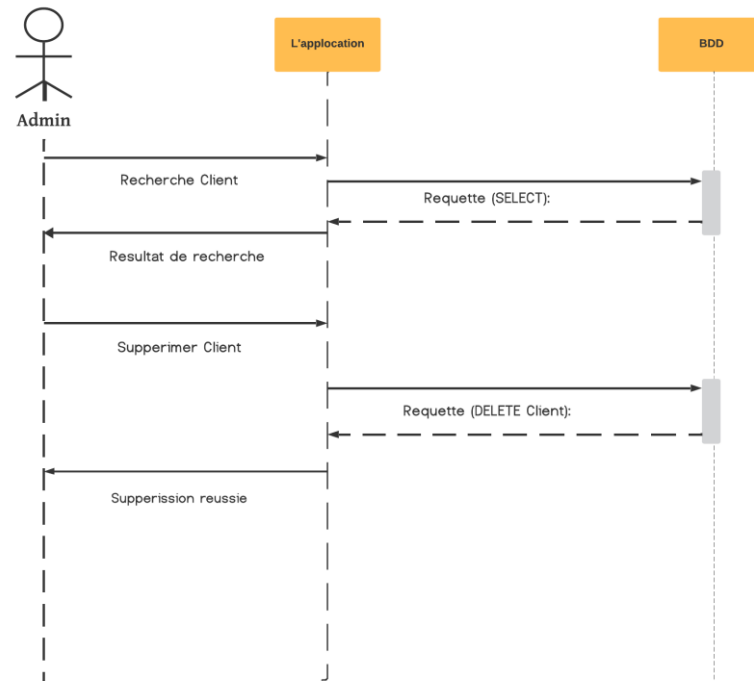 L'applocation
BDD
Admin
Recherche Client
Requette (SELECT):
Resultat de recherche
Supperimer Client
Requette (DELETE Client):
Supperission reussie